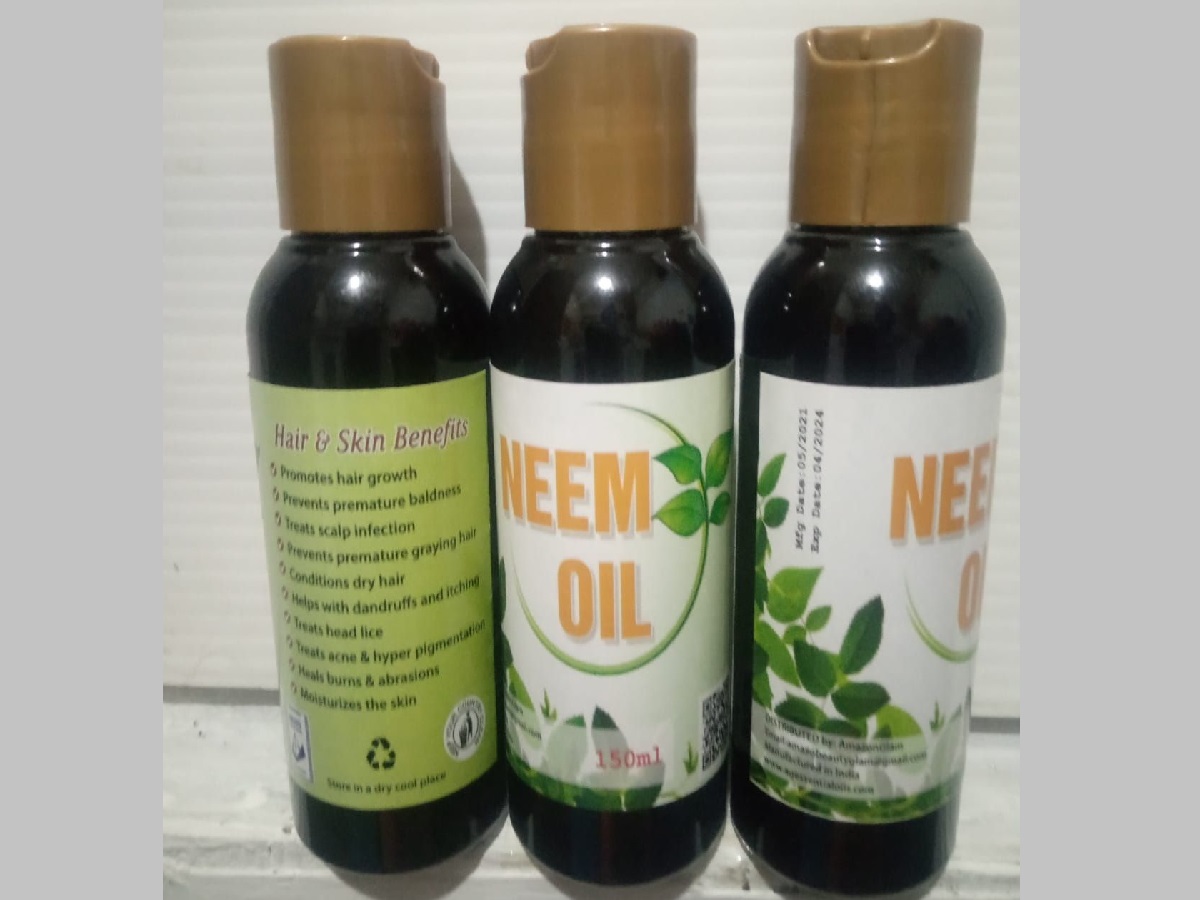 Hair & Skin Benefits
Promotes hair growth
Prevents premature baldness
Treats scalp infection
Prevents premature graying hair
Conditions dry hair
Helps with dandruffs and itching
Treats head lice
Treats acne & hyper pigmentation
Heals burns & abrasions
Moisturizes the skin
Store in a dry cool place
NEEM
OIL
150ml
Mfg Date:05/2021
Exp Date:04/2024
NEE
DISTRIBUTED by:
Manufactured in India